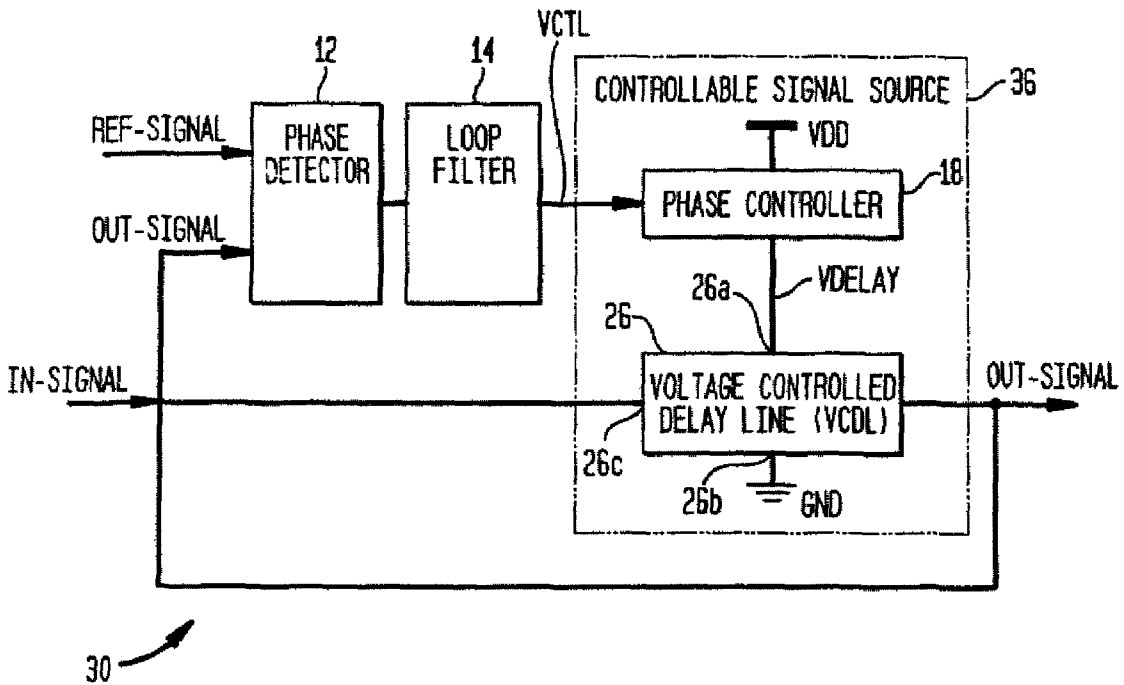 VCTL
12
14
CONTROLLABLE SIGNAL SOURCE
36
REF-SIGNAL
PHASE
DETECTOR
LOOP
FILTER
VDD
18
PHASE CONTROLLER
OUT-SIGNAL
VDELAY
26a
26
IN-SIGNAL
VOLTAGE CONTROLLED
DELAY LINE (VCDL)
OUT-SIGNAL
26c
26b
GND
30